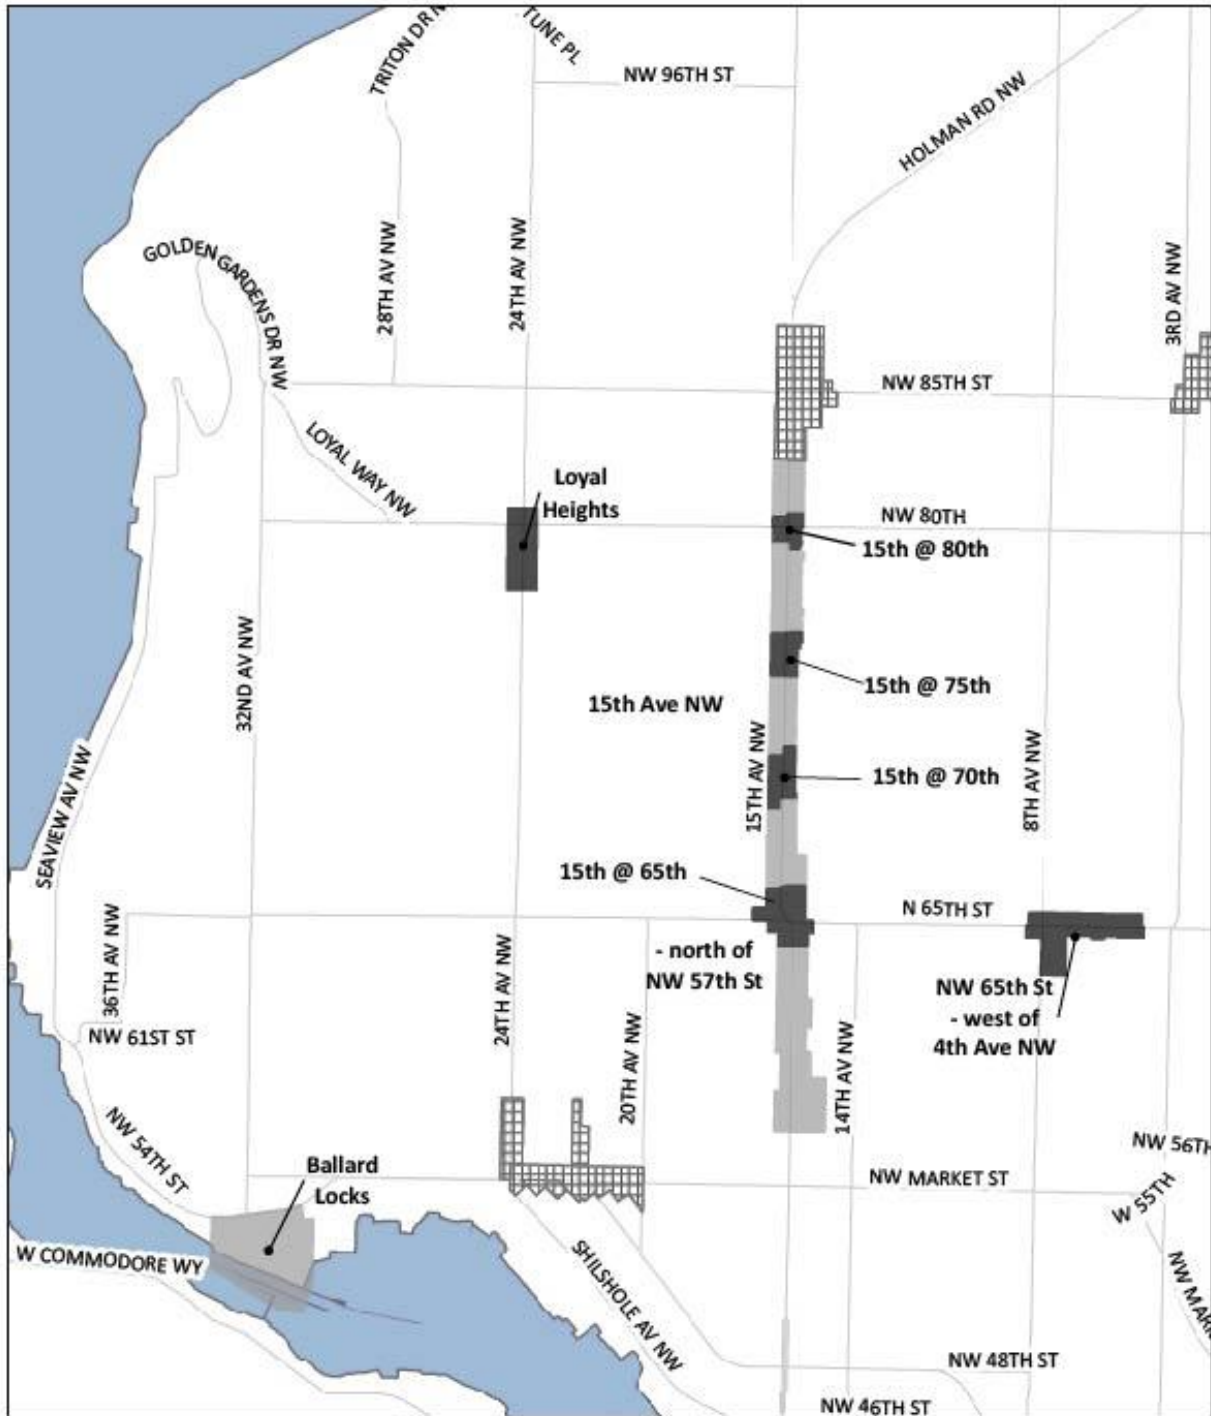 TRITON DR N
TUNE PL
NW 96TH ST
HOLMAN RD NW
GOLDEN GARDENS DR NW
28TH AV NW
24TH AV NW
3RD AV NW
NW 85TH ST
LOYAL WAY NW
Loyal
Heights
NW 80TH
15th @ 80th
32ND AV NW
15th @ 75th
15th Ave NW
SEAVIEW AV NW
15TH AV NW
15th @ 70th
8TH AV NW
15th @ 65th
N 65TH ST
36TH AV NW
24TH AV NW
- north of
NW 57th St
NW 65th St
- west of
4th Ave NW
NW 61ST ST
20TH AV NW
14TH AV NW
NW 54TH ST
NW 56TH
Ballard
Locks
NW MARKET ST
W 55TH
W COMMODORE WY
SHILSHOLE AV NW
NW MARK
NW 48TH ST
NW 46TH ST